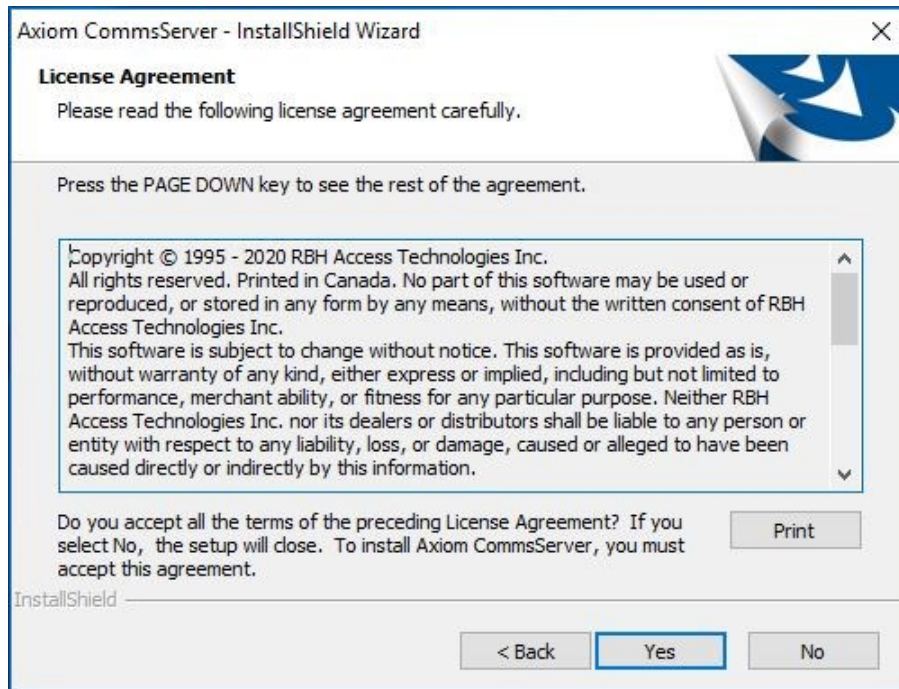 Axiom CommsServer - InstallShield Wizard
License Agreement
Please read the following license agreement carefully.
Press the PAGE DOWN key to see the rest of the agreement.
Copyright © 1995 - 2020 RBH Access Technologies Inc.
All rights reserved. Printed in Canada. No part of this software may be used or
reproduced, or stored in any form by any means, without the written consent of RBH
Access Technologies Inc.
This software is subject to change without notice. This software is provided as is,
without warranty of any kind, either express or implied, including but not limited to
performance, merchant ability, or fitness for any particular purpose. Neither RBH
Access Technologies Inc. nor its dealers or distributors shall be liable to any person or
entity with respect to any liability, loss, or damage, caused or alleged to have been
caused directly or indirectly by this information.
Do you accept all the terms of the preceding License Agreement?  If you
select No,  the setup will close.  To install Axiom CommsServer, you must
accept this agreement.
Print
InstallShield
< Back
Yes
No